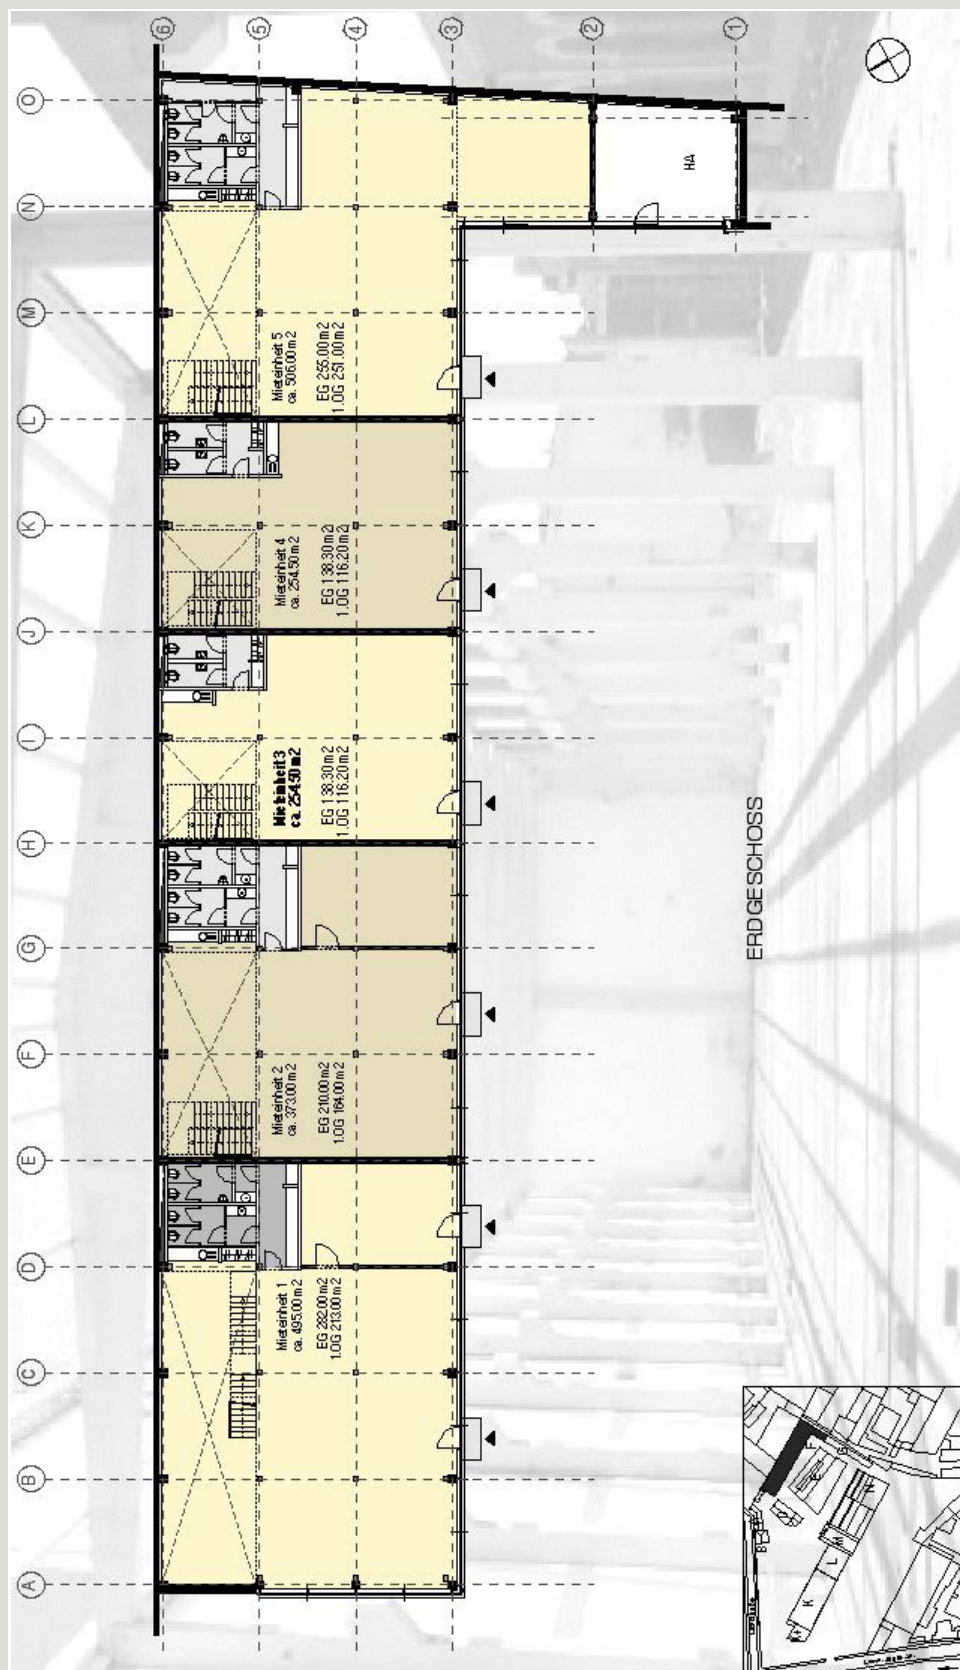 6
5
4
3
2
1
O
N
M
L
K
J
I
H
G
F
E
D
C
B
A
HA
Mieteinheit 5
ca. 506.00 m2
EG 255.00 m2
1.OG 251.00 m2
Mieteinheit 4
ca. 254.50 m2
EG 138.30 m2
1.OG 116.20 m2
Mieteinheit 3
ca. 254.50 m2
EG 138.30 m2
1.OG 116.20 m2
Mieteinheit 2
ca. 373.00 m2
EG 210.00 m2
1.OG 164.00 m2
Mieteinheit 1
ca. 495.00 m2
EG 282.00 m2
1.OG 213.00 m2
ERDGESCHOSS
F
G
E
N
M
L
K
B